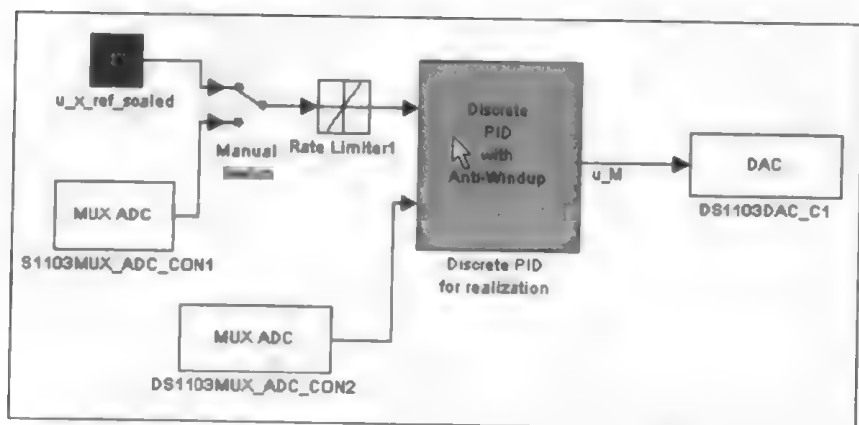 u_x_ref_scaled
Manual
Rate Limiter1
MUX ADC
S1103MUX_ADC_CON1
MUX ADC
DS1103MUX_ADC_CON2
Discrete
PID
with
Anti-Windup
Discrete PID
for realization
u_M
DAC
DS1103DAC_C1